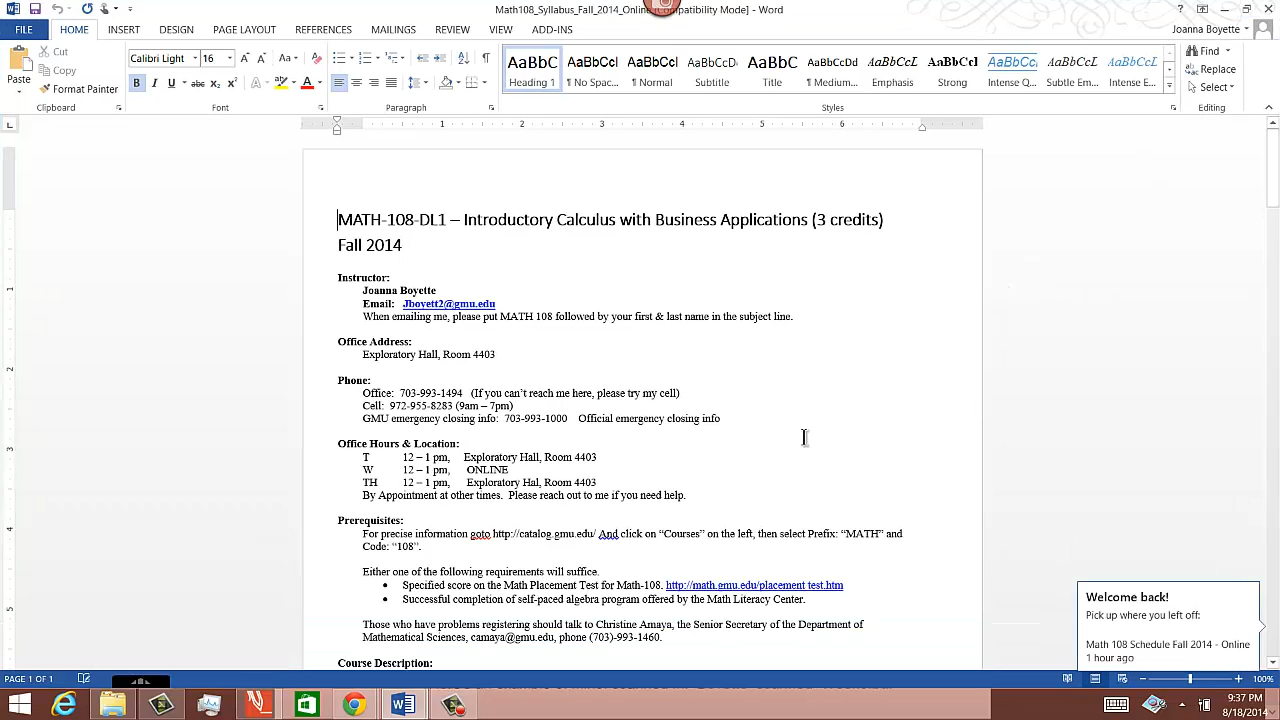 Math108_Syllabus_Fall_2014_Online [Compatibility Mode] - Word
FILE HOME INSERT DESIGN PAGE LAYOUT REFERENCES MAILINGS REVIEW VIEW ADD-INS Joanna Boyette
Paste Cut Copy Format Painter
Calibri Light 16
AaBbC AaBbCc AaBbCcI AaBbCcD AaBbC AaBbCcDd AaBbCcL AaBbCcl AaBbCcL AaBbCcL AaBbCcL
Heading 1 ¶ No Spac... ¶ Normal Subtitle Title ¶ Medium... Emphasis Strong Intense Q... Subtle Em... Intense E...
Find Replace Select
Clipboard Font Paragraph Styles Editing
1 2 3 4 5 6
MATH-108-DL1 – Introductory Calculus with Business Applications (3 credits)
Fall 2014
Instructor:
Joanna Boyette
Email: Jboyett2@gmu.edu
When emailing me, please put MATH 108 followed by your first & last name in the subject line.
Office Address:
Exploratory Hall, Room 4403
Phone:
Office: 703-993-1494 (If you can't reach me here, please try my cell)
Cell: 972-955-8283 (9am – 7pm)
GMU emergency closing info: 703-993-1000 Official emergency closing info
Office Hours & Location:
T 12 – 1 pm, Exploratory Hall, Room 4403
W 12 – 1 pm, ONLINE
TH 12 – 1 pm, Exploratory Hal, Room 4403
By Appointment at other times. Please reach out to me if you need help.
Prerequisites:
For precise information goto http://catalog.gmu.edu/ And click on “Courses” on the left, then select Prefix: “MATH” and
Code: “108”.
Either one of the following requirements will suffice.
• Specified score on the Math Placement Test for Math-108. http://math.gmu.edu/placement_test.htm
• Successful completion of self-paced algebra program offered by the Math Literacy Center.
Those who have problems registering should talk to Christine Amaya, the Senior Secretary of the Department of
Mathematical Sciences, camaya@gmu.edu, phone (703)-993-1460.
Course Description:
Welcome back!
Pick up where you left off:
Math 108 Schedule Fall 2014 - Online
1 hour ago
PAGE 1 OF 1 100%
9:37 PM
8/18/2014